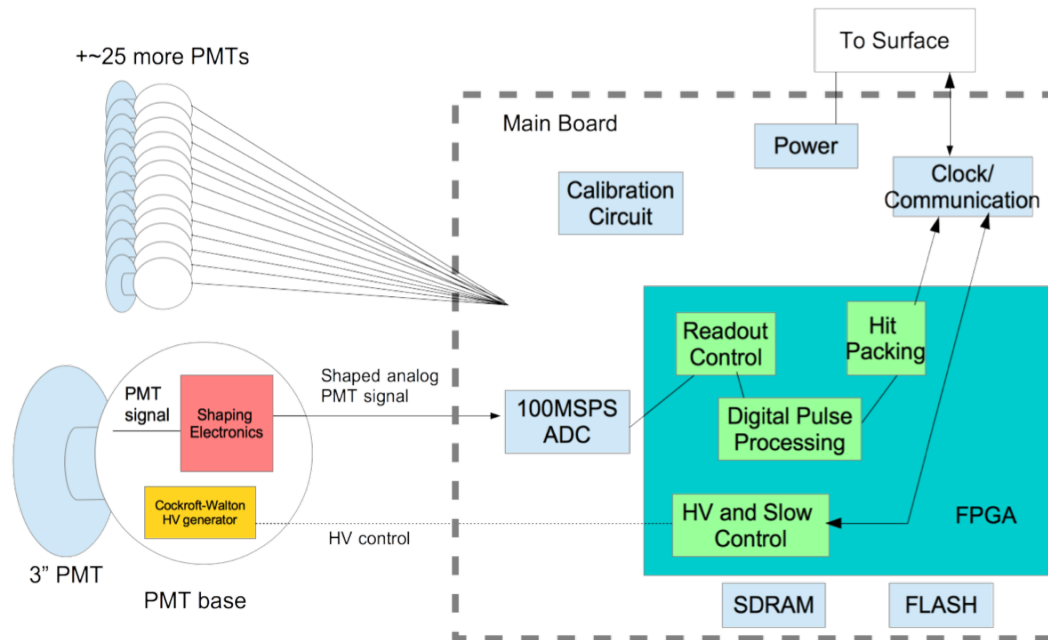 +~25 more PMTs
To Surface
Main Board
Power
Calibration
Circuit
Clock/
Communication
Readout
Control
Hit
Packing
PMT
signal
Shaping
Electronics
Shaped analog
PMT signal
100MSPS
ADC
Digital Pulse
Processing
Cockroft-Walton
HV generator
HV control
HV and Slow
Control
FPGA
3” PMT
PMT base
SDRAM
FLASH